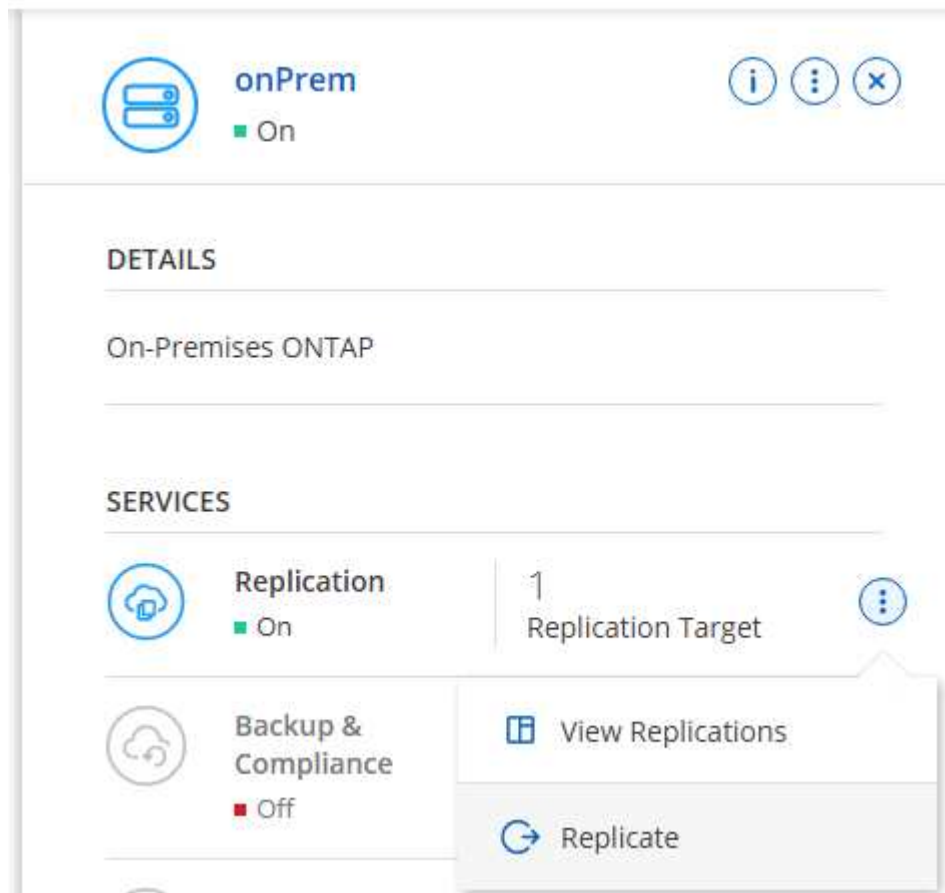 onPrem
On
DETAILS
On-Premises ONTAP
SERVICES
Replication
On
1
Replication Target
Backup &
Compliance
Off
View Replications
Replicate